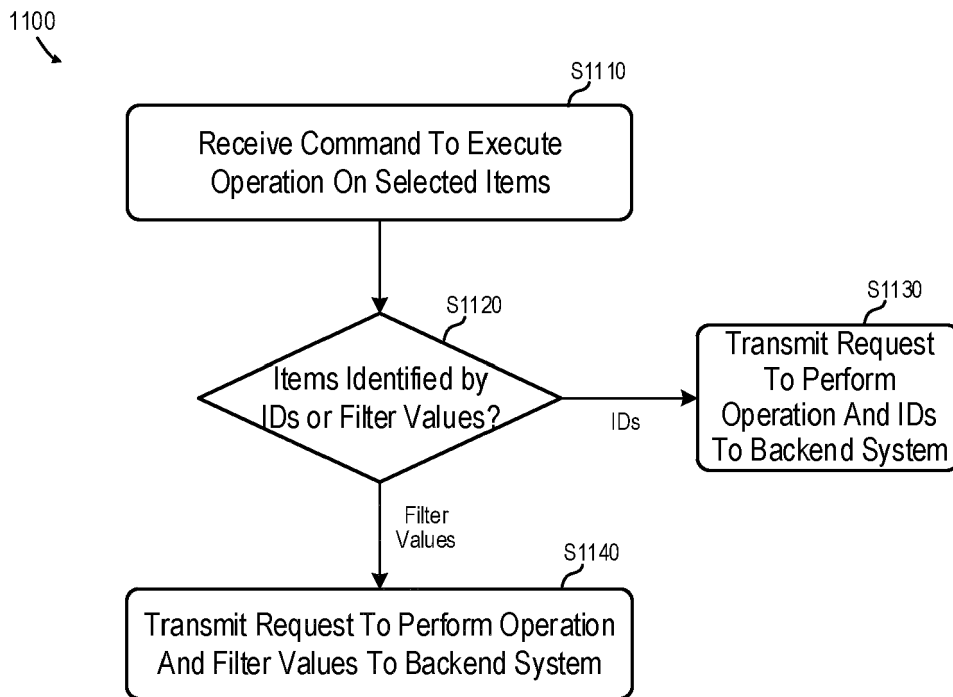 1100
S1110
Receive Command To Execute
Operation On Selected Items
S1120
Items Identified by
IDs or Filter Values?
IDs
S1130
Transmit Request
To Perform
Operation And IDs
To Backend System
Filter
Values
S1140
Transmit Request To Perform Operation
And Filter Values To Backend System